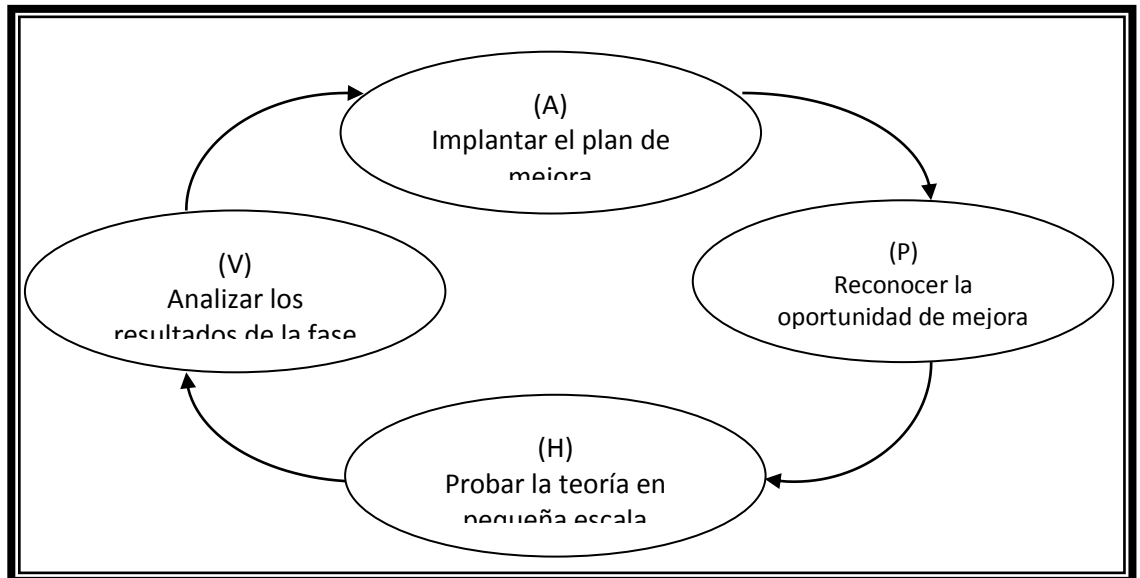 (A)
Implantar el plan de
mejora
(P)
Reconocer la
oportunidad de mejora
(H)
Probar la teoría en
pequeña escala
(V)
Analizar los
resultados de la fase